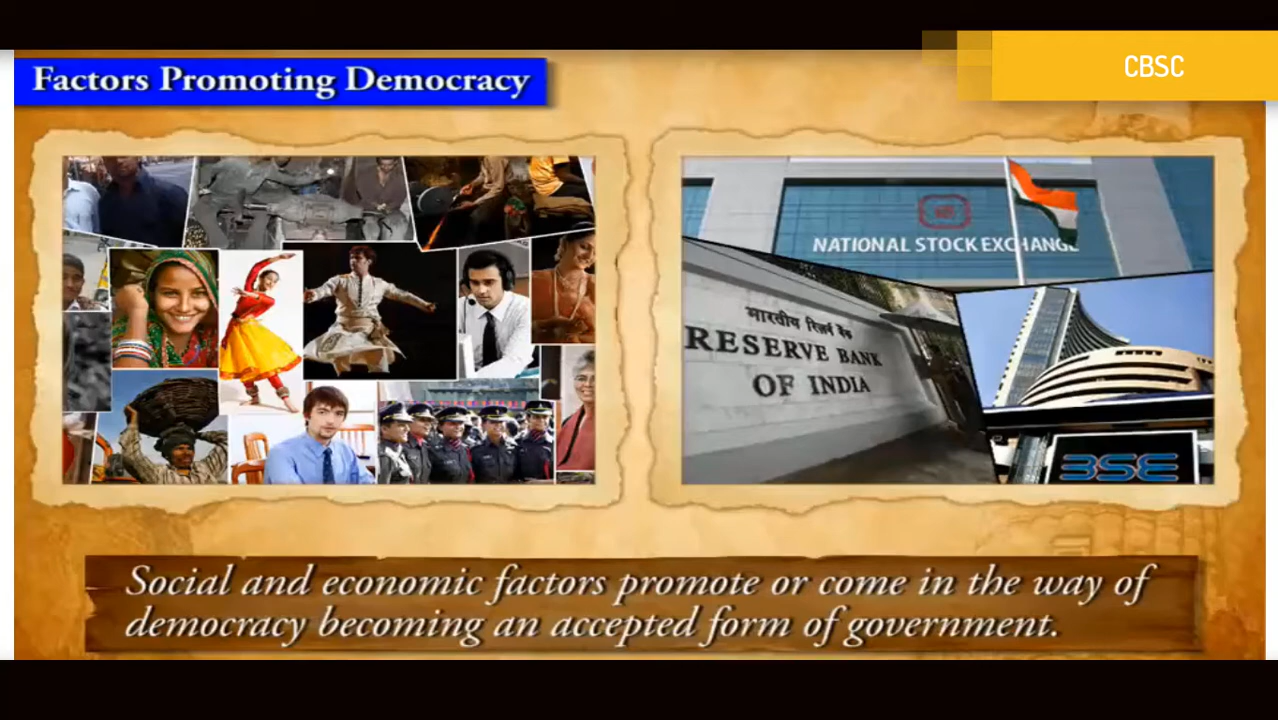 CBSC
Factors Promoting Democracy
NATIONAL STOCK EXCHANGE
भारतीय रिज़र्व बैंक
RESERVE BANK
OF INDIA
BSE
Social and economic factors promote or come in the way of
democracy becoming an accepted form of government.